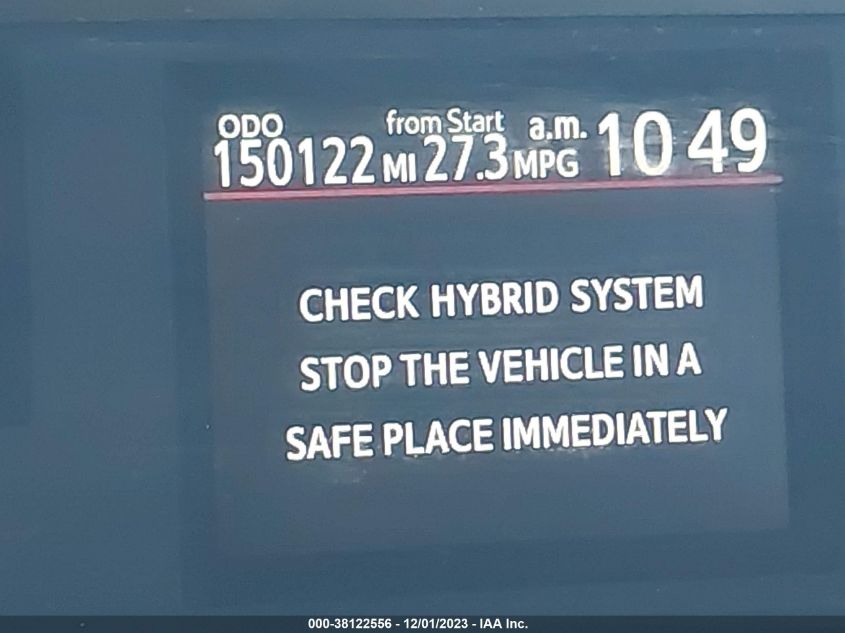 ODO from Start a.m. 10 49
150122 MI 27.3 MPG
CHECK HYBRID SYSTEM
STOP THE VEHICLE IN A
SAFE PLACE IMMEDIATELY
000-38122556 - 12/01/2023 - IAA Inc.